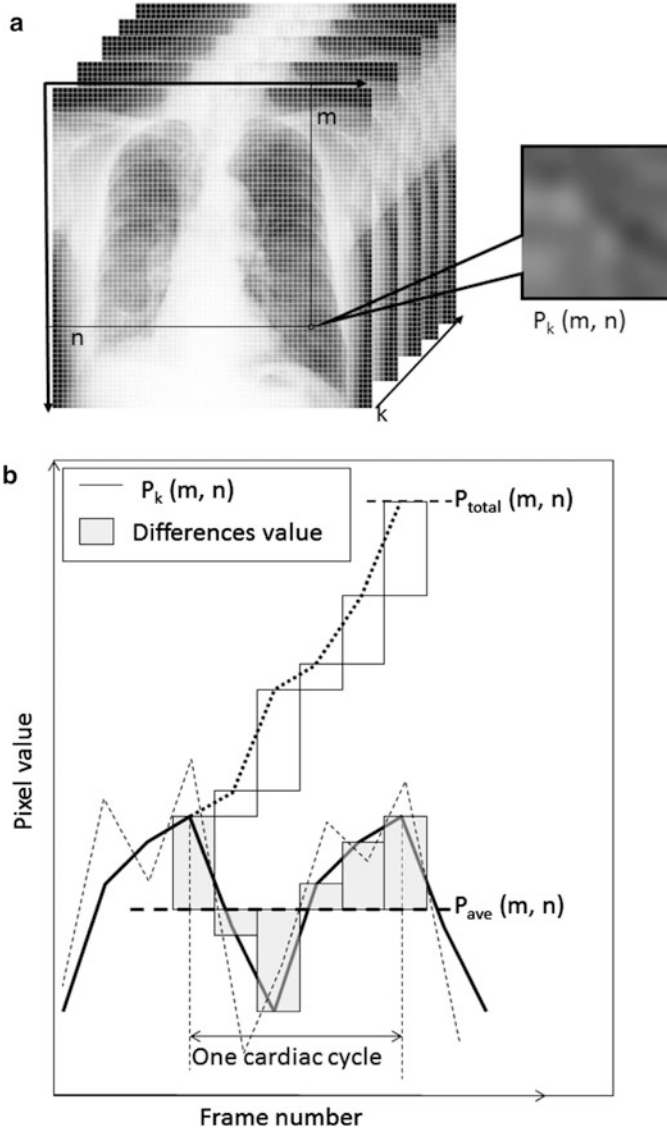 a
m
n
k
Pk (m, n)
b
Pk (m, n)
Differences value
Ptotal (m, n)
Pave (m, n)
One cardiac cycle
Pixel value
Frame number